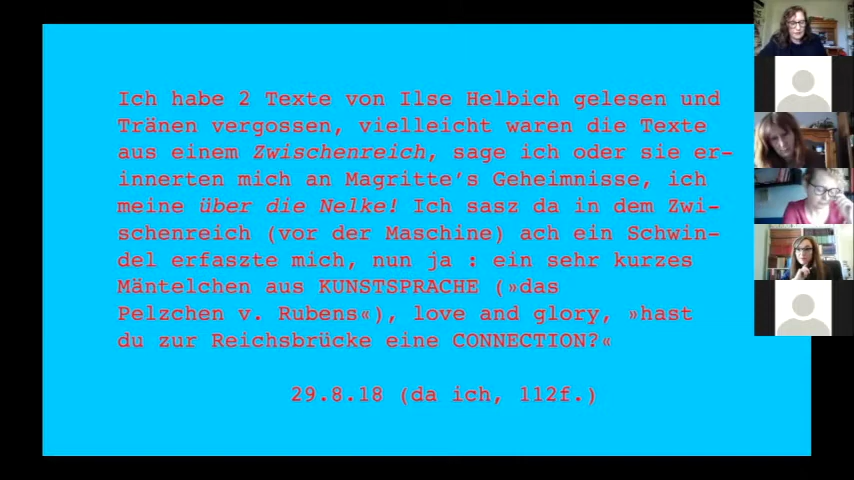 Ich habe 2 Texte von Ilse Helbich gelesen und
Tränen vergossen, vielleicht waren die Texte
aus einem Zwischenreich, sage ich oder sie er-
innerten mich an Magritte’s Geheimnisse, ich
meine über die Nelke! Ich sasz da in dem Zwi-
schenreich (vor der Maschine) ach ein Schwin-
del erfaszte mich, nun ja : ein sehr kurzes
Mäntelchen aus KUNSTSPRACHE (»das
Pelzchen v. Rubens«), love and glory, »hast
du zur Reichsbrücke eine CONNECTION?«
29.8.18 (da ich, 112f.)